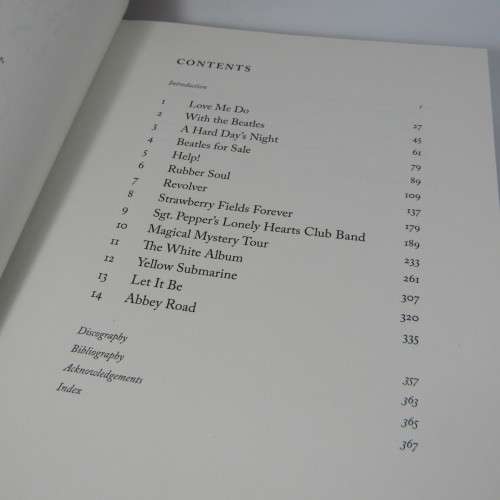 CONTENTS
Introduction 1
1 Love Me Do 27
2 With the Beatles 45
3 A Hard Day's Night 61
4 Beatles for Sale 79
5 Help! 89
6 Rubber Soul 109
7 Revolver 137
8 Strawberry Fields Forever 179
9 Sgt. Pepper's Lonely Hearts Club Band 189
10 Magical Mystery Tour 233
11 The White Album 261
12 Yellow Submarine 307
13 Let It Be 320
14 Abbey Road 335
Discography 357
Bibliography 363
Acknowledgements 365
Index 367